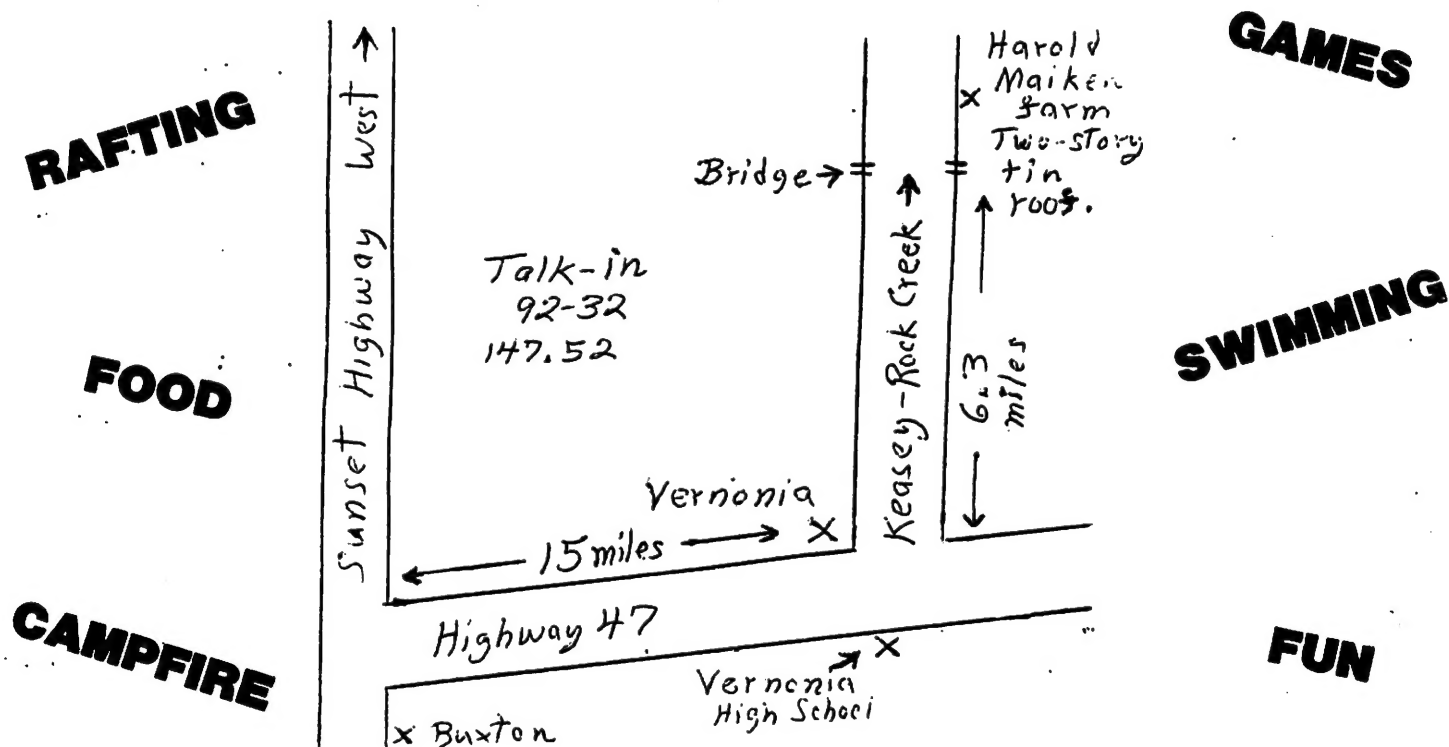 RAFTING
FOOD
CAMPFIRE
Sunset Highway West
Talk-in
92-32
147.52
Bridge
Keasey-Rock Creek
Harold
Maiken
farm
Two-story
tin
roof.
6.3
miles
Vernonia
15 miles
Highway 47
Vernonia
High School
Buxton
GAMES
SWIMMING
FUN